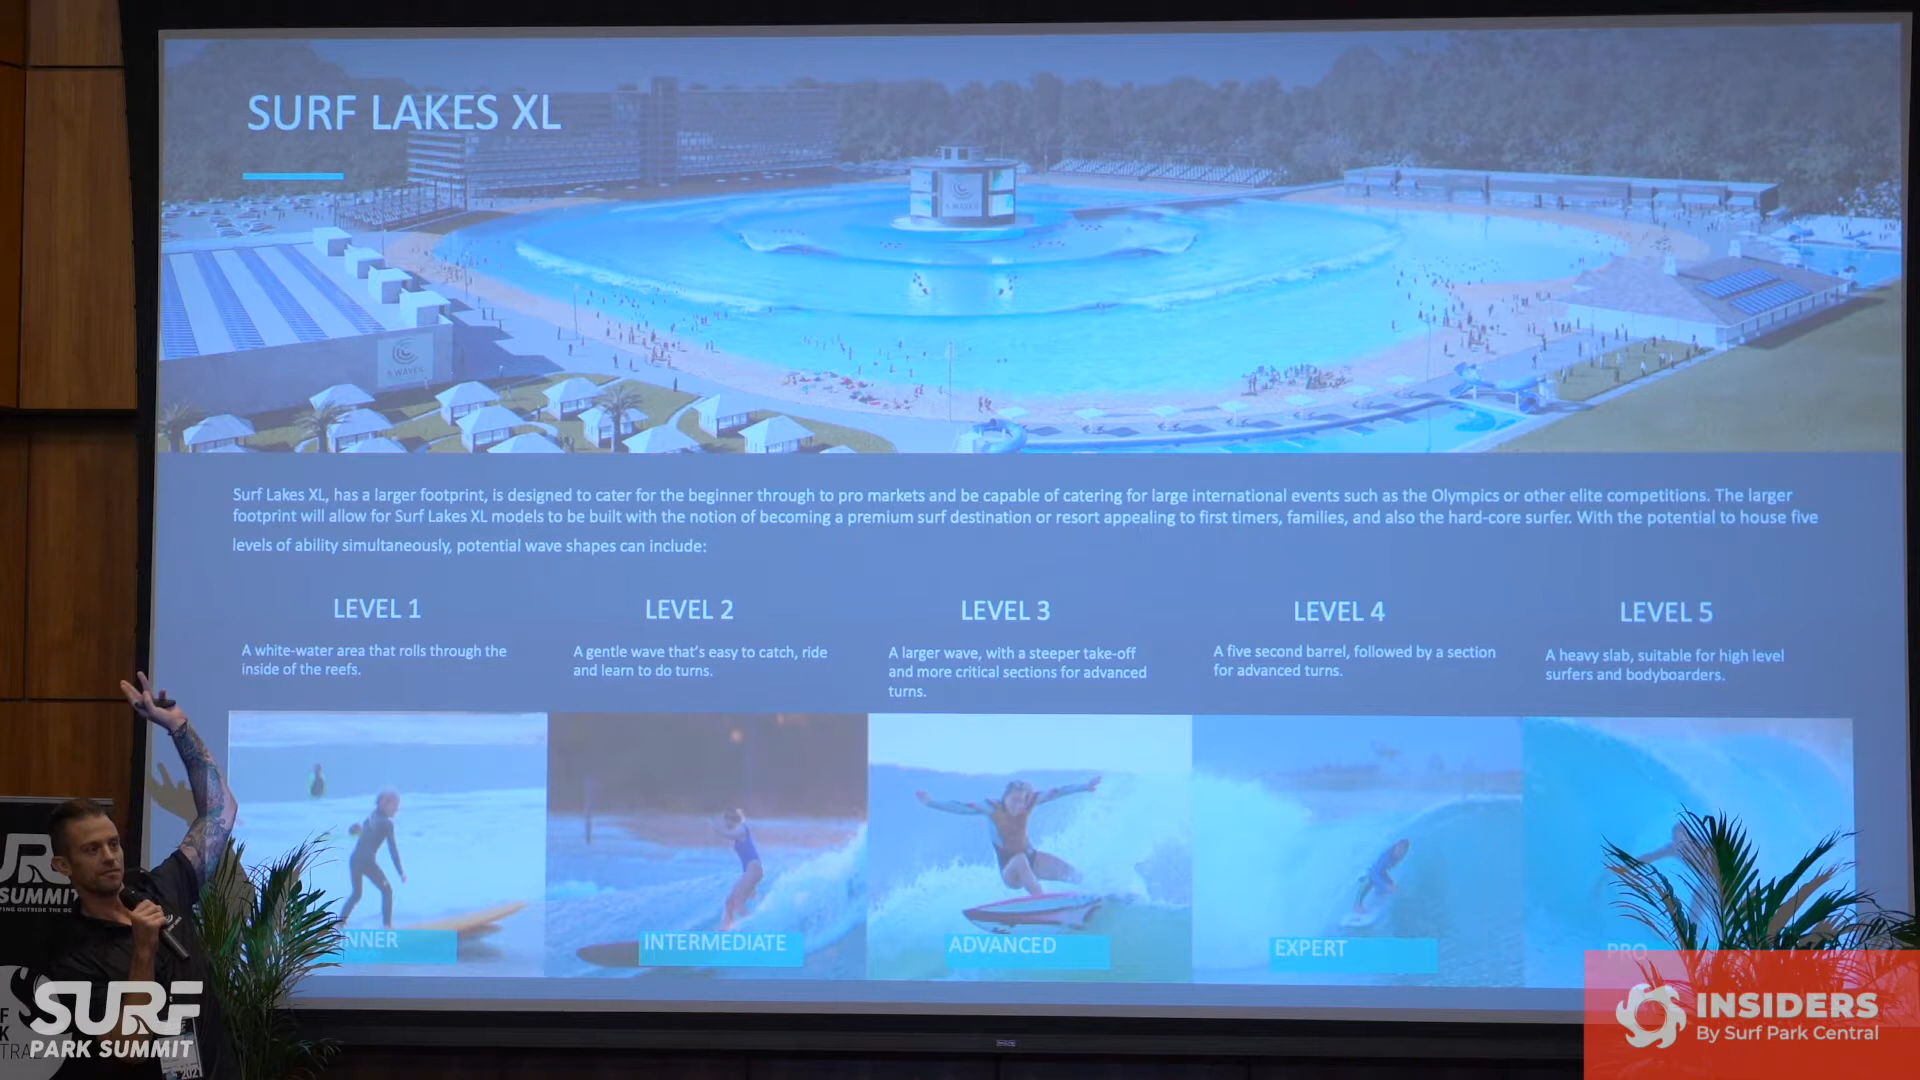 SURF LAKES XL
5 WAVES
5 WAVES
Surf Lakes XL, has a larger footprint, is designed to cater for the beginner through to pro markets and be capable of catering for large international events such as the Olympics or other elite competitions. The larger
footprint will allow for Surf Lakes XL models to be built with the notion of becoming a premium surf destination or resort appealing to first timers, families, and also the hard-core surfer. With the potential to house five
levels of ability simultaneously, potential wave shapes can include:
LEVEL 1
A white-water area that rolls through the
inside of the reefs.
LEVEL 2
A gentle wave that's easy to catch, ride
and learn to do turns.
LEVEL 3
A larger wave, with a steeper take-off
and more critical sections for advanced
turns.
LEVEL 4
A five second barrel, followed by a section
for advanced turns.
LEVEL 5
A heavy slab, suitable for high level
surfers and bodyboarders.
NNER
INTERMEDIATE
ADVANCED
EXPERT
PRO
SUMMIT
SURF
PARK SUMMIT
INSIDERS
By Surf Park Central